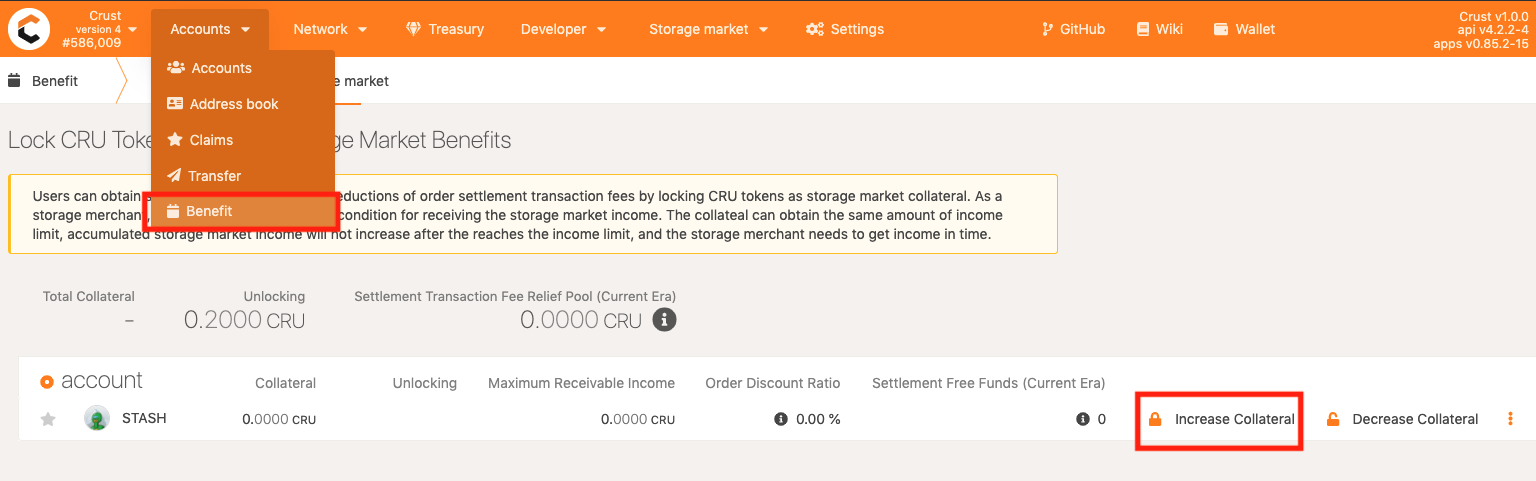 Crust
version 4
#586,009
Accounts
Network
Treasury
Developer
Storage market
Settings
GitHub
Wiki
Wallet
Crust v1.0.0
api v4.2.2-4
apps v0.85.2-15
Accounts
Address book
Claims
Transfer
Benefit
Benefit
e market
Lock CRU Toke ge Market Benefits
Users can obtain eductions of order settlement transaction fees by locking CRU tokens as storage market collateral. As a
storage merchant, condition for receiving the storage market income. The collateal can obtain the same amount of income
limit, accumulated storage market income will not increase after the reaches the income limit, and the storage merchant needs to get income in time.
Total Collateral
-
Unlocking
0.2000 CRU
Settlement Transaction Fee Relief Pool (Current Era)
0.0000 CRU
account Collateral Unlocking Maximum Receivable Income Order Discount Ratio Settlement Free Funds (Current Era)
STASH 0.0000 CRU 0.0000 CRU 0.00 % 0 Increase Collateral Decrease Collateral